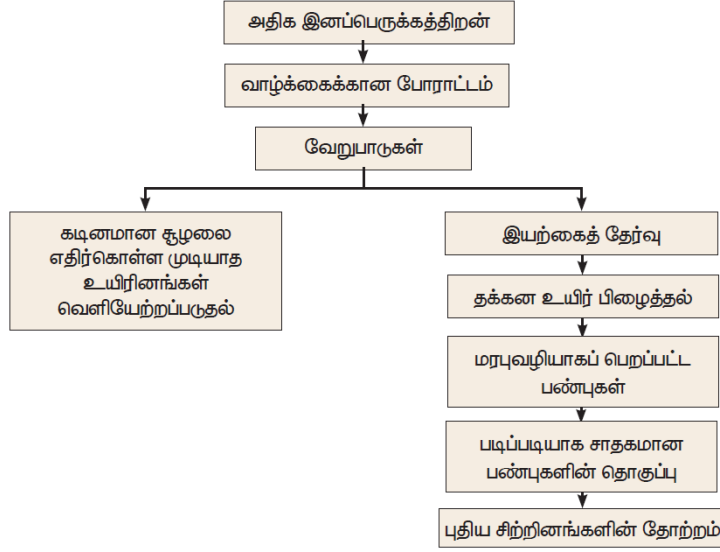 அதிக இனப்பெருக்கத்திறன்
வாழ்க்கைக்கான போராட்டம்
வேறுபாடுகள்
கடினமான சூழலை
எதிர்கொள்ள முடியாத
உயிரினங்கள்
வெளியேற்றப்படுதல்
இயற்கைத் தேர்வு
தக்கன உயிர் பிழைத்தல்
மரபுவழியாகப் பெறப்பட்ட
பண்புகள்
படிப்படியாக சாதகமான
பண்புகளின் தொகுப்பு
புதிய சிற்றினங்களின் தோற்றம்